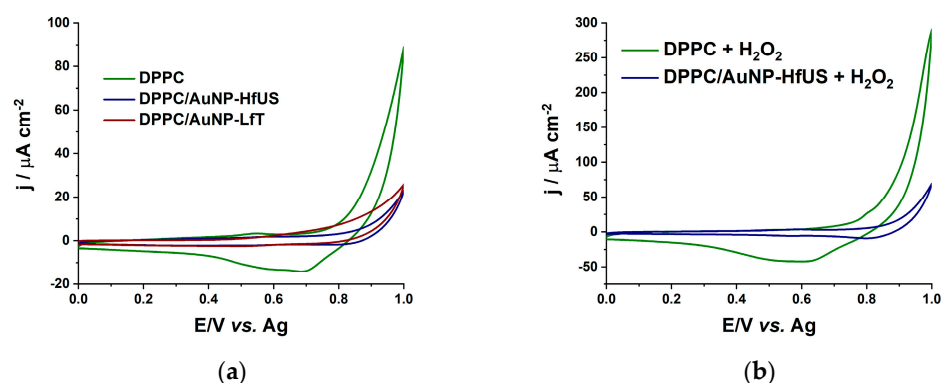 100
80
60
40
20
0
-20
j / μA cm⁻²
DPPC
DPPC/AuNP-HfUS
DPPC/AuNP-LfT
0.0 0.2 0.4 0.6 0.8 1.0
E/V vs. Ag
(a)
300
250
200
150
100
50
0
-50
j / μA cm⁻²
DPPC + H₂O₂
DPPC/AuNP-HfUS + H₂O₂
0.0 0.2 0.4 0.6 0.8 1.0
E/V vs. Ag
(b)